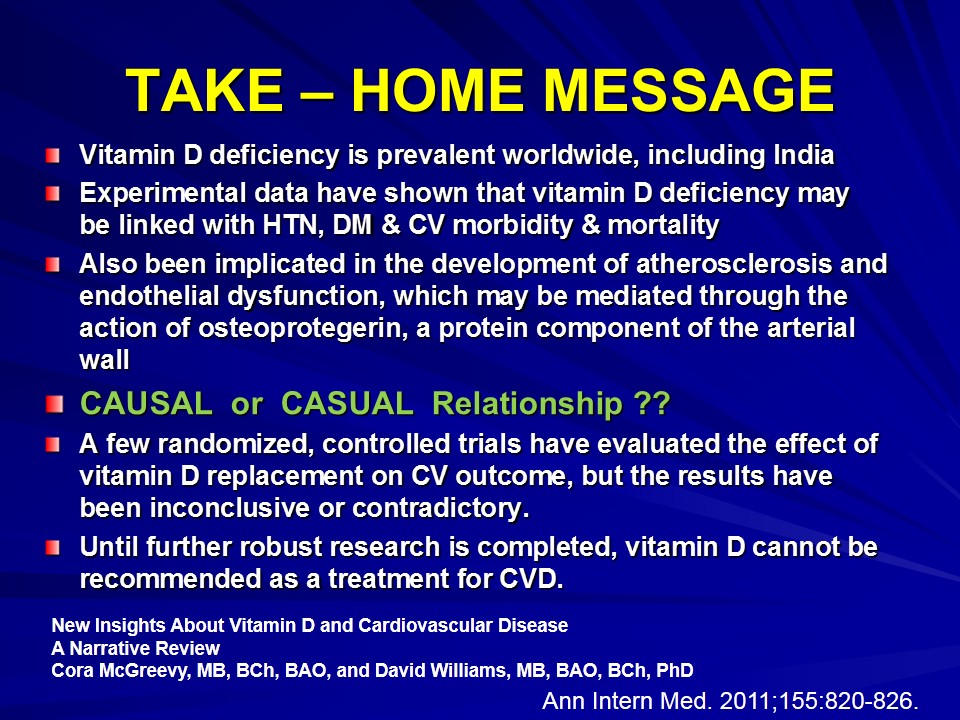 TAKE – HOME MESSAGE
Vitamin D deficiency is prevalent worldwide, including India
Experimental data have shown that vitamin D deficiency may
be linked with HTN, DM & CV morbidity & mortality
Also been implicated in the development of atherosclerosis and
endothelial dysfunction, which may be mediated through the
action of osteoprotegerin, a protein component of the arterial
wall
CAUSAL or CASUAL Relationship ??
A few randomized, controlled trials have evaluated the effect of
vitamin D replacement on CV outcome, but the results have
been inconclusive or contradictory.
Until further robust research is completed, vitamin D cannot be
recommended as a treatment for CVD.
New Insights About Vitamin D and Cardiovascular Disease
A Narrative Review
Cora McGreevy, MB, BCh, BAO, and David Williams, MB, BAO, BCh, PhD
Ann Intern Med. 2011;155:820-826.